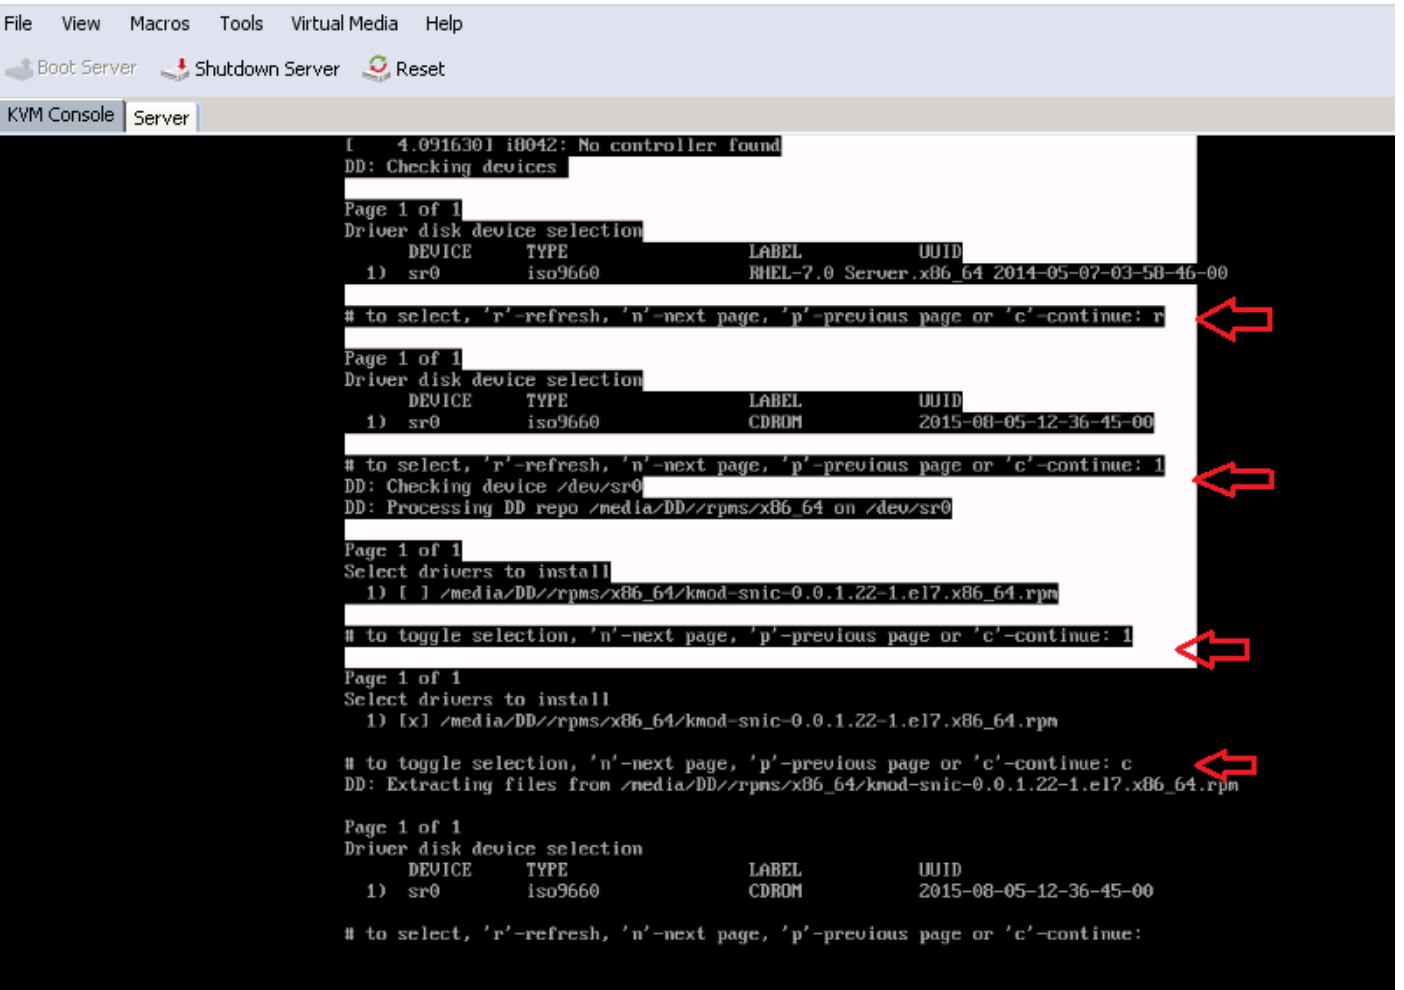 File View Macros Tools Virtual Media Help
Boot Server Shutdown Server Reset
KVM Console Server
[ 4.091630] i8042: No controller found
DD: Checking devices
Page 1 of 1
Driver disk device selection
DEVICE TYPE LABEL UUID
1) sr0 iso9660 RHEL-7.0 Server.x86_64 2014-05-07-03-58-46-00
# to select, 'r'-refresh, 'n'-next page, 'p'-previous page or 'c'-continue: r
Page 1 of 1
Driver disk device selection
DEVICE TYPE LABEL UUID
1) sr0 iso9660 CDROM 2015-08-05-12-36-45-00
# to select, 'r'-refresh, 'n'-next page, 'p'-previous page or 'c'-continue: 1
DD: Checking device /dev/sr0
DD: Processing DD repo /media/DD//rpms/x86_64 on /dev/sr0
Page 1 of 1
Select drivers to install
1) [ ] /media/DD//rpms/x86_64/kmod-snic-0.0.1.22-1.el7.x86_64.rpm
# to toggle selection, 'n'-next page, 'p'-previous page or 'c'-continue: 1
Page 1 of 1
Select drivers to install
1) [x] /media/DD//rpms/x86_64/kmod-snic-0.0.1.22-1.el7.x86_64.rpm
# to toggle selection, 'n'-next page, 'p'-previous page or 'c'-continue: c
DD: Extracting files from /media/DD//rpms/x86_64/kmod-snic-0.0.1.22-1.el7.x86_64.rpm
Page 1 of 1
Driver disk device selection
DEVICE TYPE LABEL UUID
1) sr0 iso9660 CDROM 2015-08-05-12-36-45-00
# to select, 'r'-refresh, 'n'-next page, 'p'-previous page or 'c'-continue: